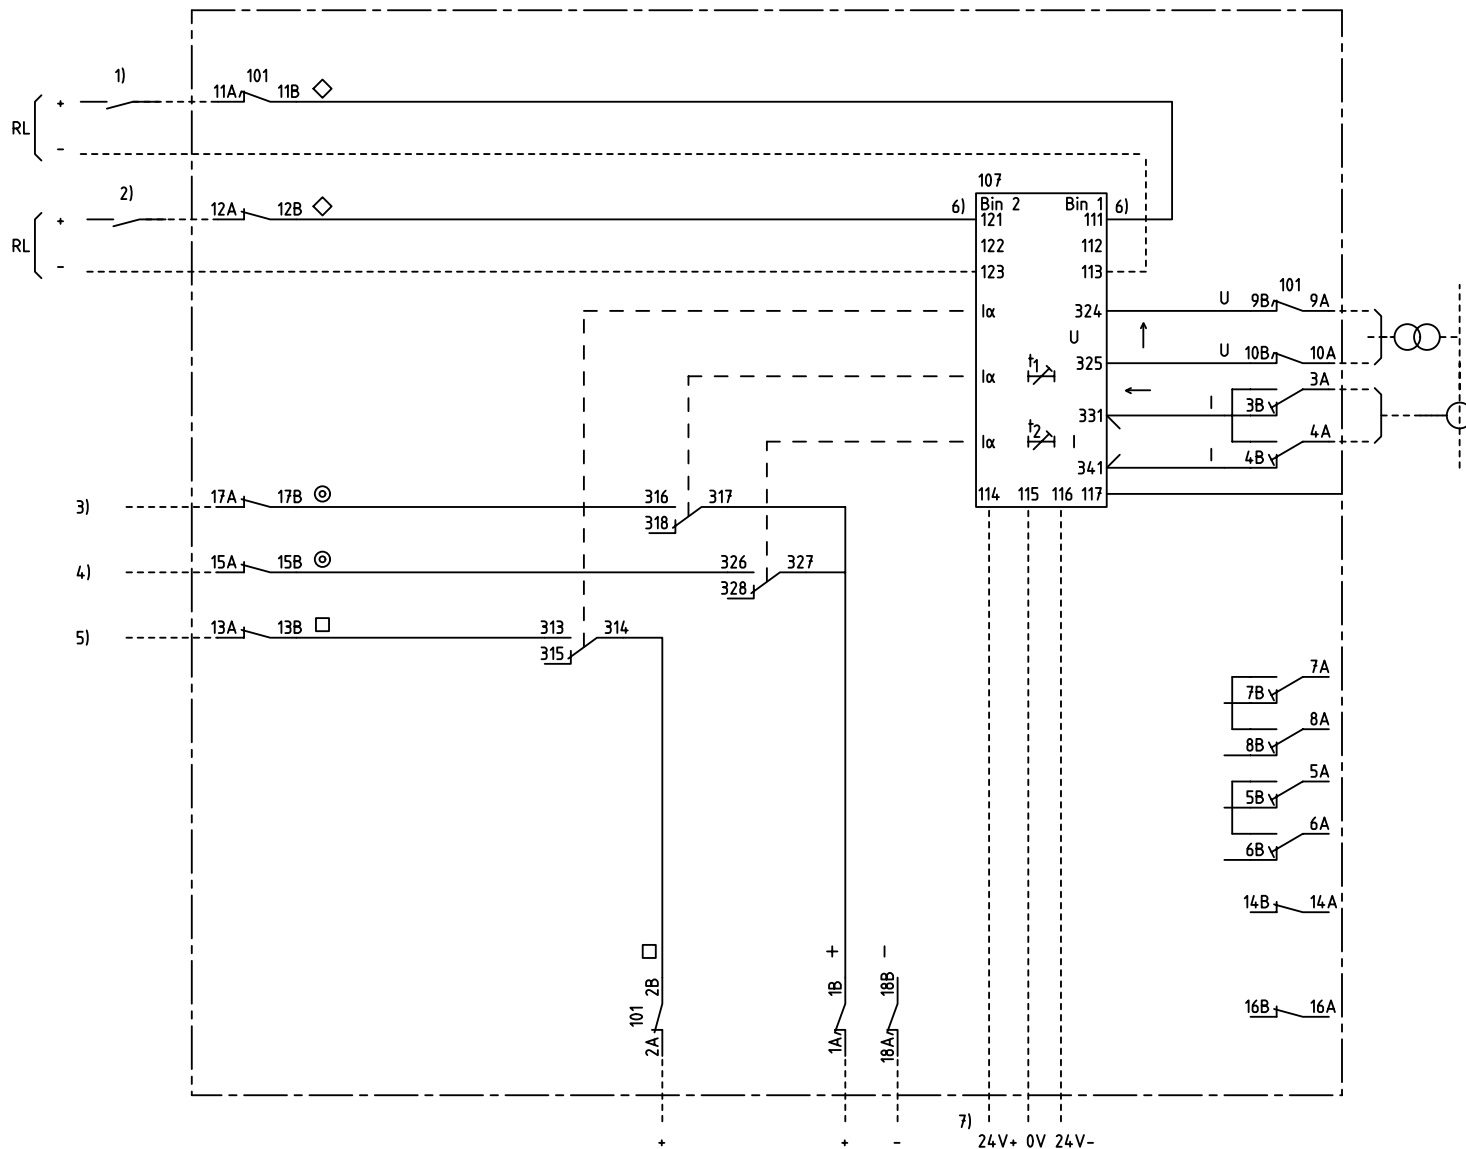 1) 101
11A 11B
+
RL
-
2)
12A 12B
+
RL
-
107
6) Bin 2 Bin 1 6)
121 111
122 112
123 113
101
Iα 324 U 9B 9A
U
325 U 10B 10A
t1
Iα
3A
331 I 3B
t2
Iα I
4A
341 I 4B
114 115 116 117
3) 17A 17B 316 317
318
4) 15A 15B 326 327
328
5) 13A 13B 313 314
315
7A
7B
8A
8B
5A
5B
6A
6B
14B 14A
16B 16A
+ -
2B 1B 18B
101
2A 1A 18A
7)
+ + - 24V+ 0V 24V-